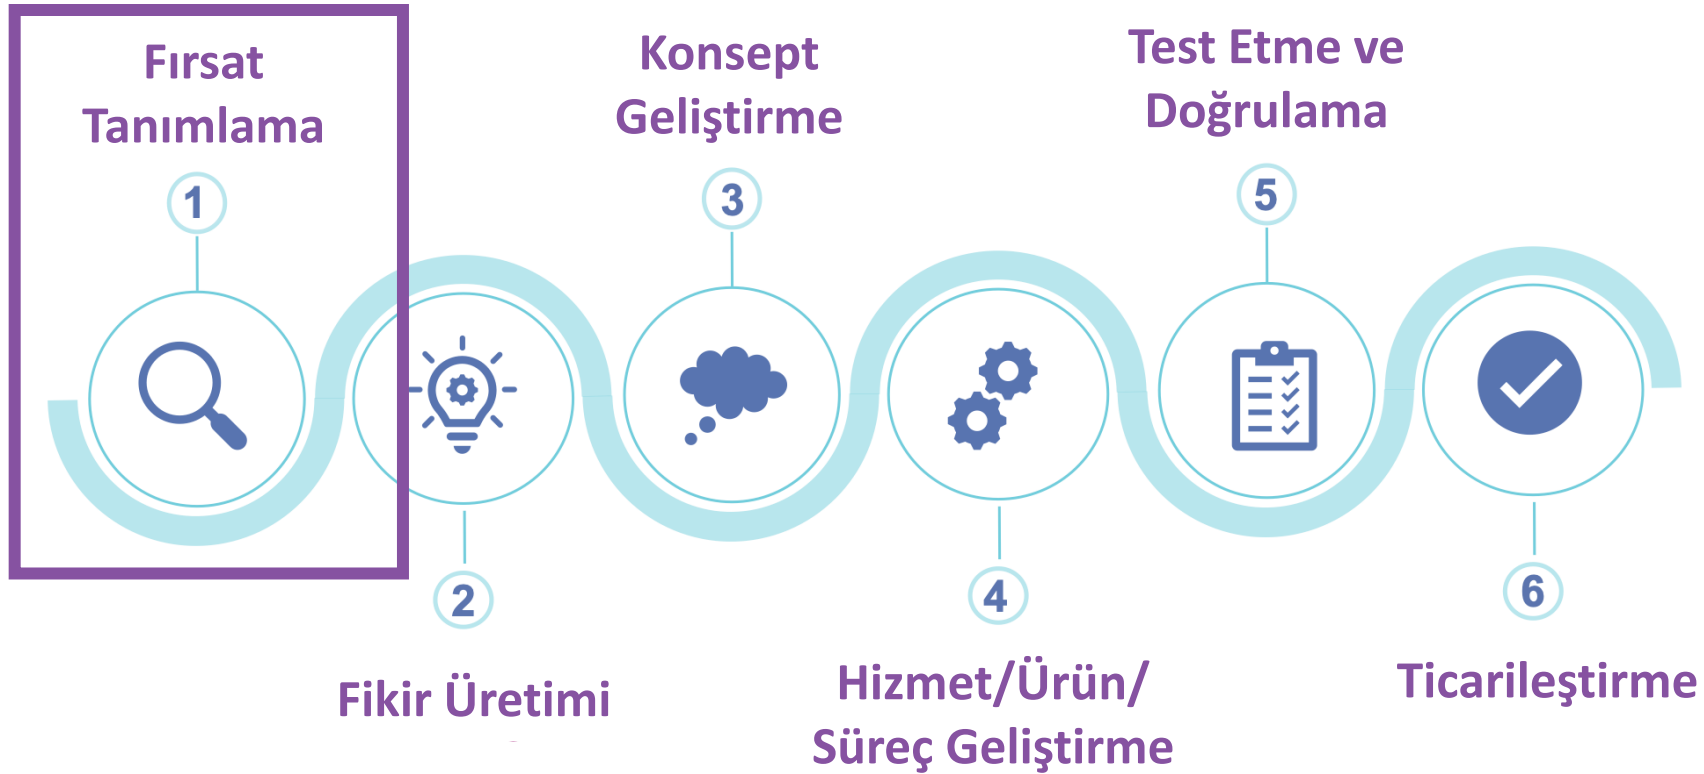 Fırsat
Tanımlama
1
Fikir Üretimi
2
Konsept
Geliştirme
3
Hizmet/Ürün/
Süreç Geliştirme
4
Test Etme ve
Doğrulama
5
Ticarileştirme
6